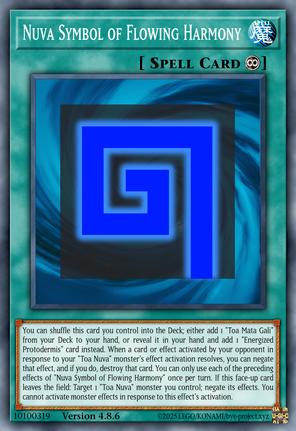 Nuva Symbol of Flowing Harmony
[ Spell Card ]
You can shuffle this card you control into the Deck; either add 1 "Toa Mata Gali"
from your Deck to your hand, or reveal it in your hand and add 1 "Energized
Protodermis" card instead. When a card or effect activated by your opponent in
response to your "Toa Nuva" monster's effect activation resolves, you can negate
that effect, and if you do, destroy that card. You can only use each of the preceding
effects of "Nuva Symbol of Flowing Harmony" once per turn. If this face-up card
leaves the field: Target 1 "Toa Nuva" monster you control; negate its effects. You
cannot activate monster effects in response to this effect's activation.
10100319 Version 4.8.6 ©2025 LEGO/KONAMI/bye-project.xyz